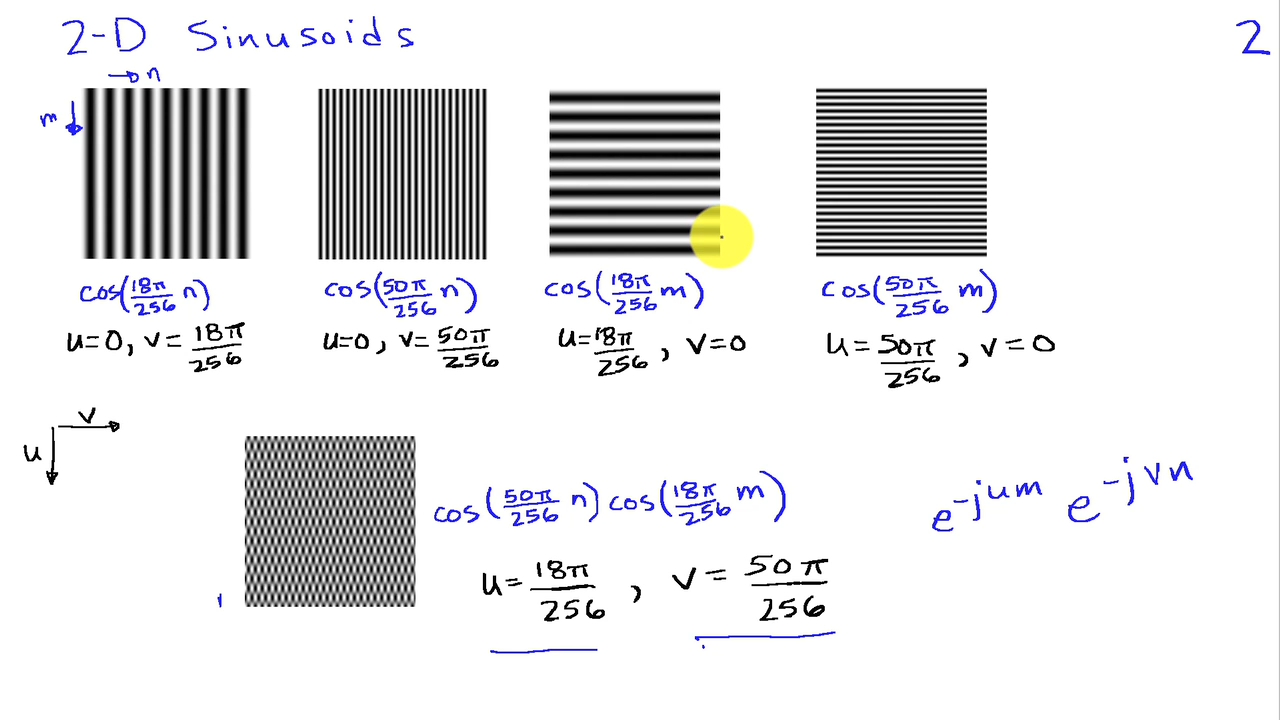 2-D Sinusoids
2
→ n
m ↓
cos(18π/256 n)
u=0, v=18π/256
cos(50π/256 n)
u=0, v=50π/256
cos(18π/256 m)
u=18π/256, v=0
cos(50π/256 m)
u=50π/256, v=0
v
u
cos(50π/256 n) cos(18π/256 m)
u=18π/256, v=50π/256
e^-jum e^-jvn